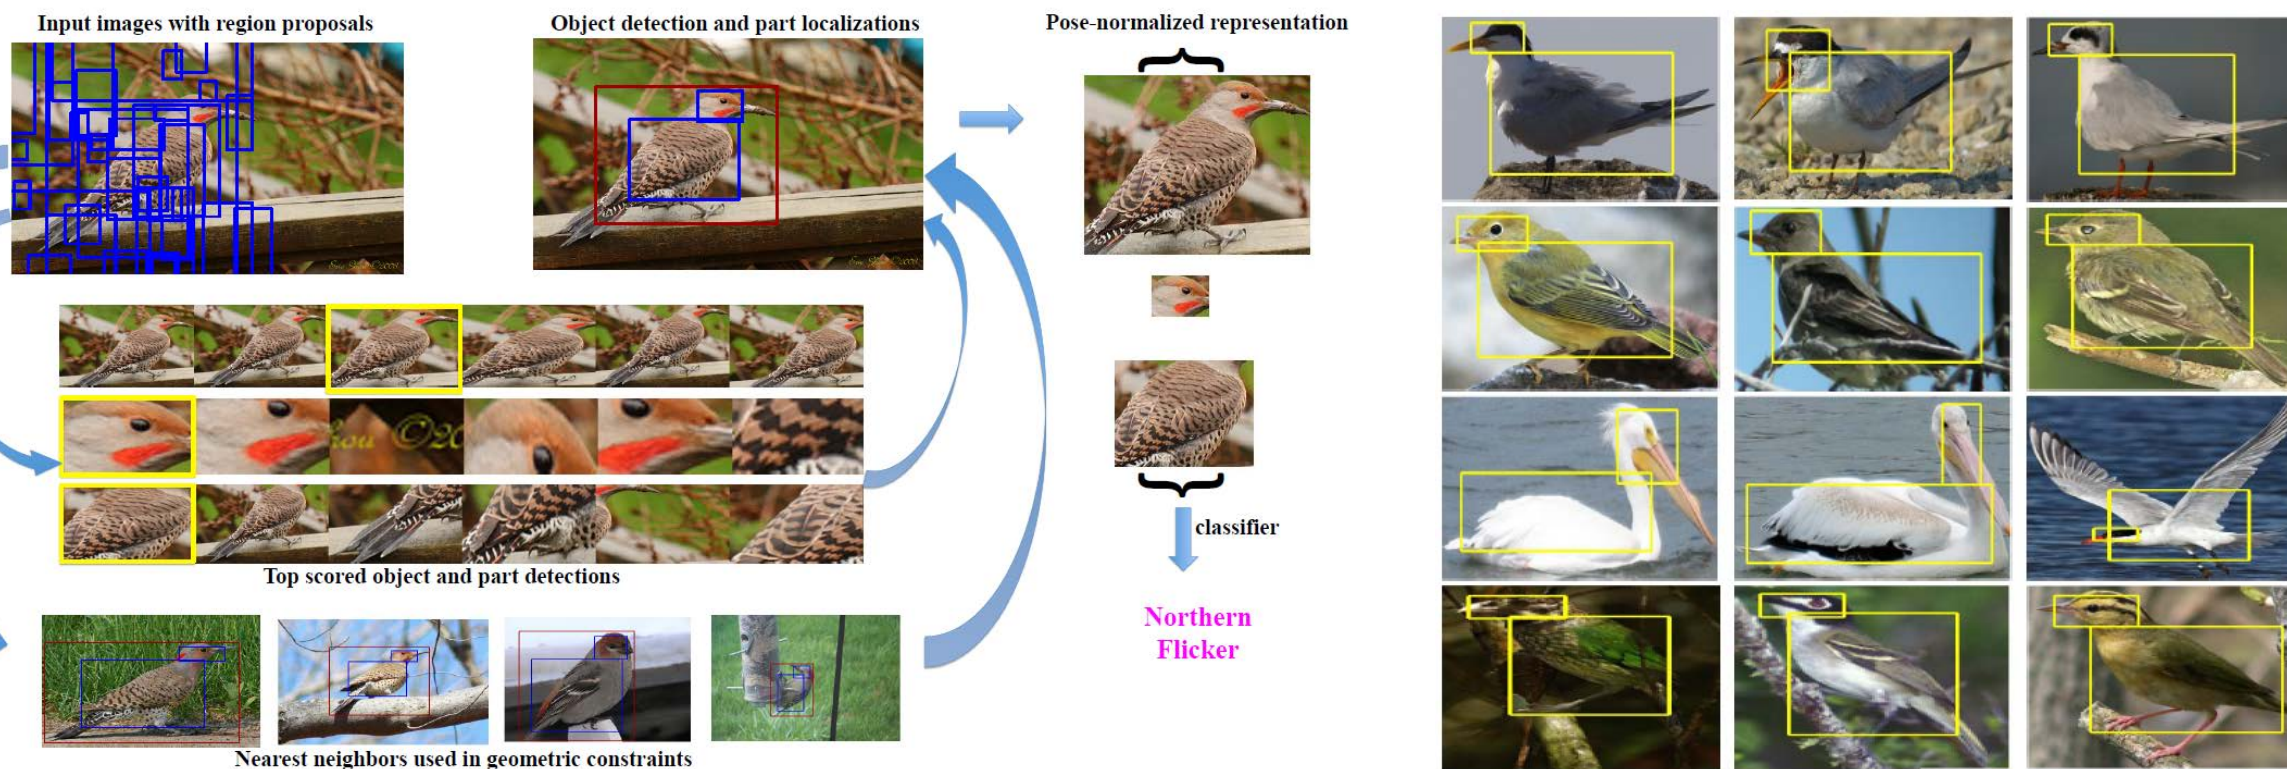 Input images with region proposals
Object detection and part localizations
Pose-normalized representation
©20
Top scored object and part detections
classifier
Northern
Flicker
Nearest neighbors used in geometric constraints